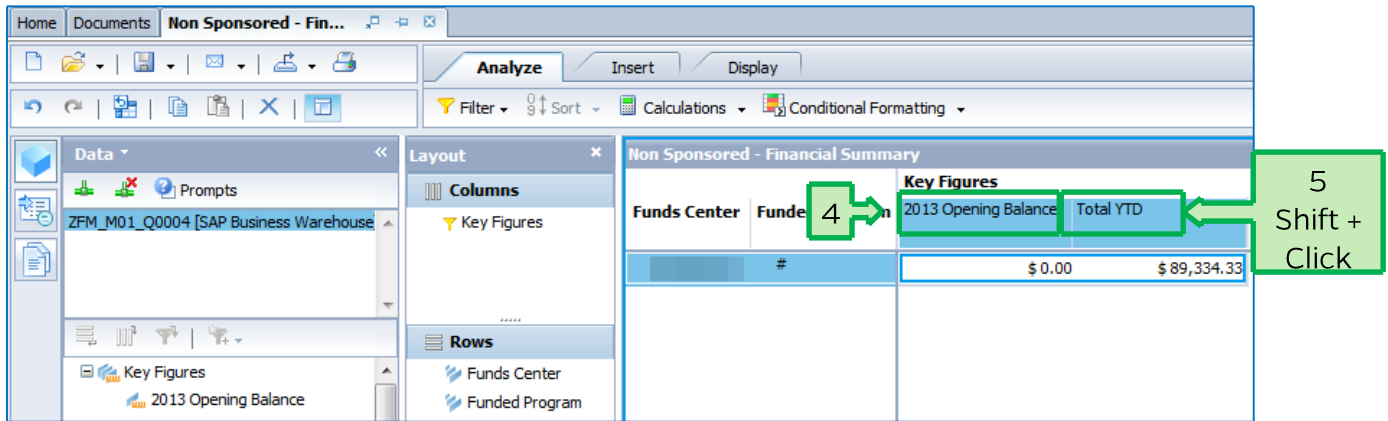 Home Documents Non Sponsored - Fin...
Analyze Insert Display
Filter Sort Calculations Conditional Formatting
Data Layout Non Sponsored - Financial Summary
Prompts Columns Key Figures
ZFM_M01_Q0004 [SAP Business Warehouse] Key Figures Funds Center 4 2013 Opening Balance Total YTD
5
Shift +
Click
# $ 0.00 $ 89,334.33
Rows
Key Figures Funds Center
2013 Opening Balance Funded Program